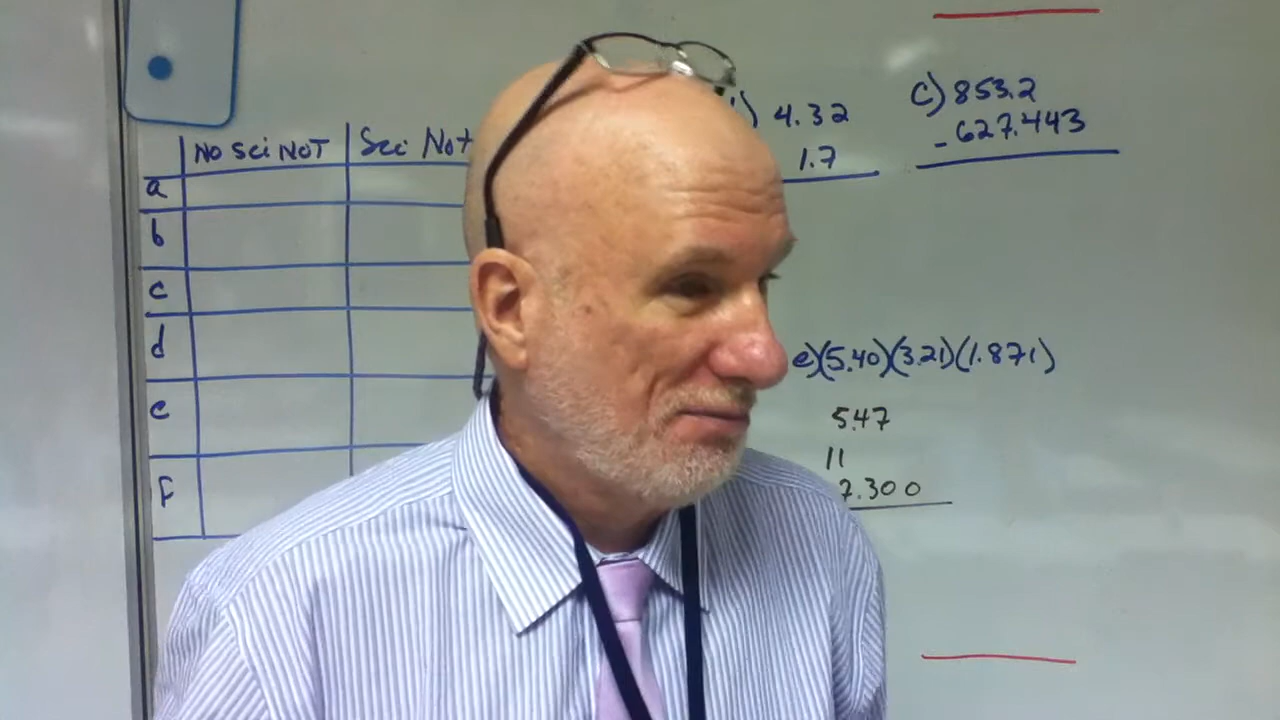 No Sci NOT
Sci Not
a
b
c
d
e
F
) 4.32
1.7
c) 853.2
- 627.443
e)(5.40)(3.21)(1.871)
5.47
11
7.300